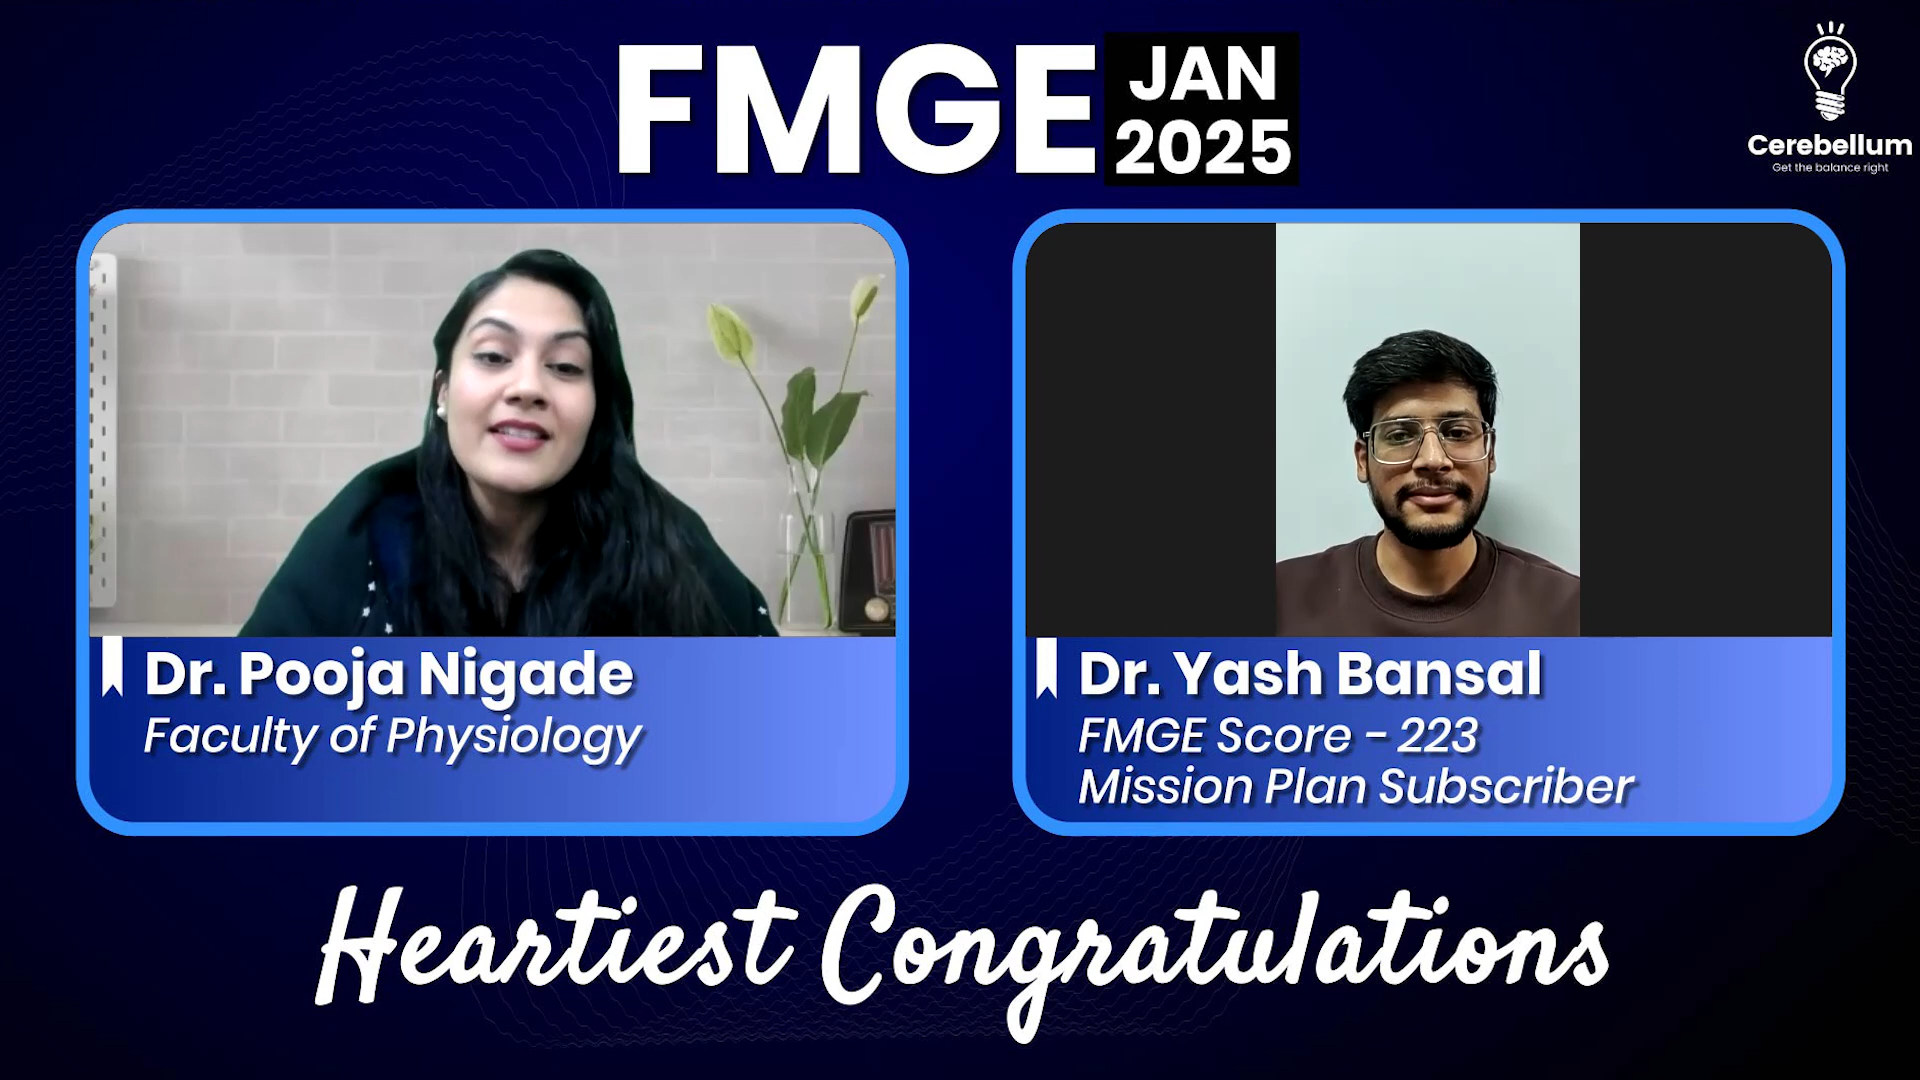 FMGE
JAN
2025
Cerebellum
Get the balance right
Dr. Pooja Nigade
Faculty of Physiology
Dr. Yash Bansal
FMGE Score - 223
Mission Plan Subscriber
Heartiest Congratulations